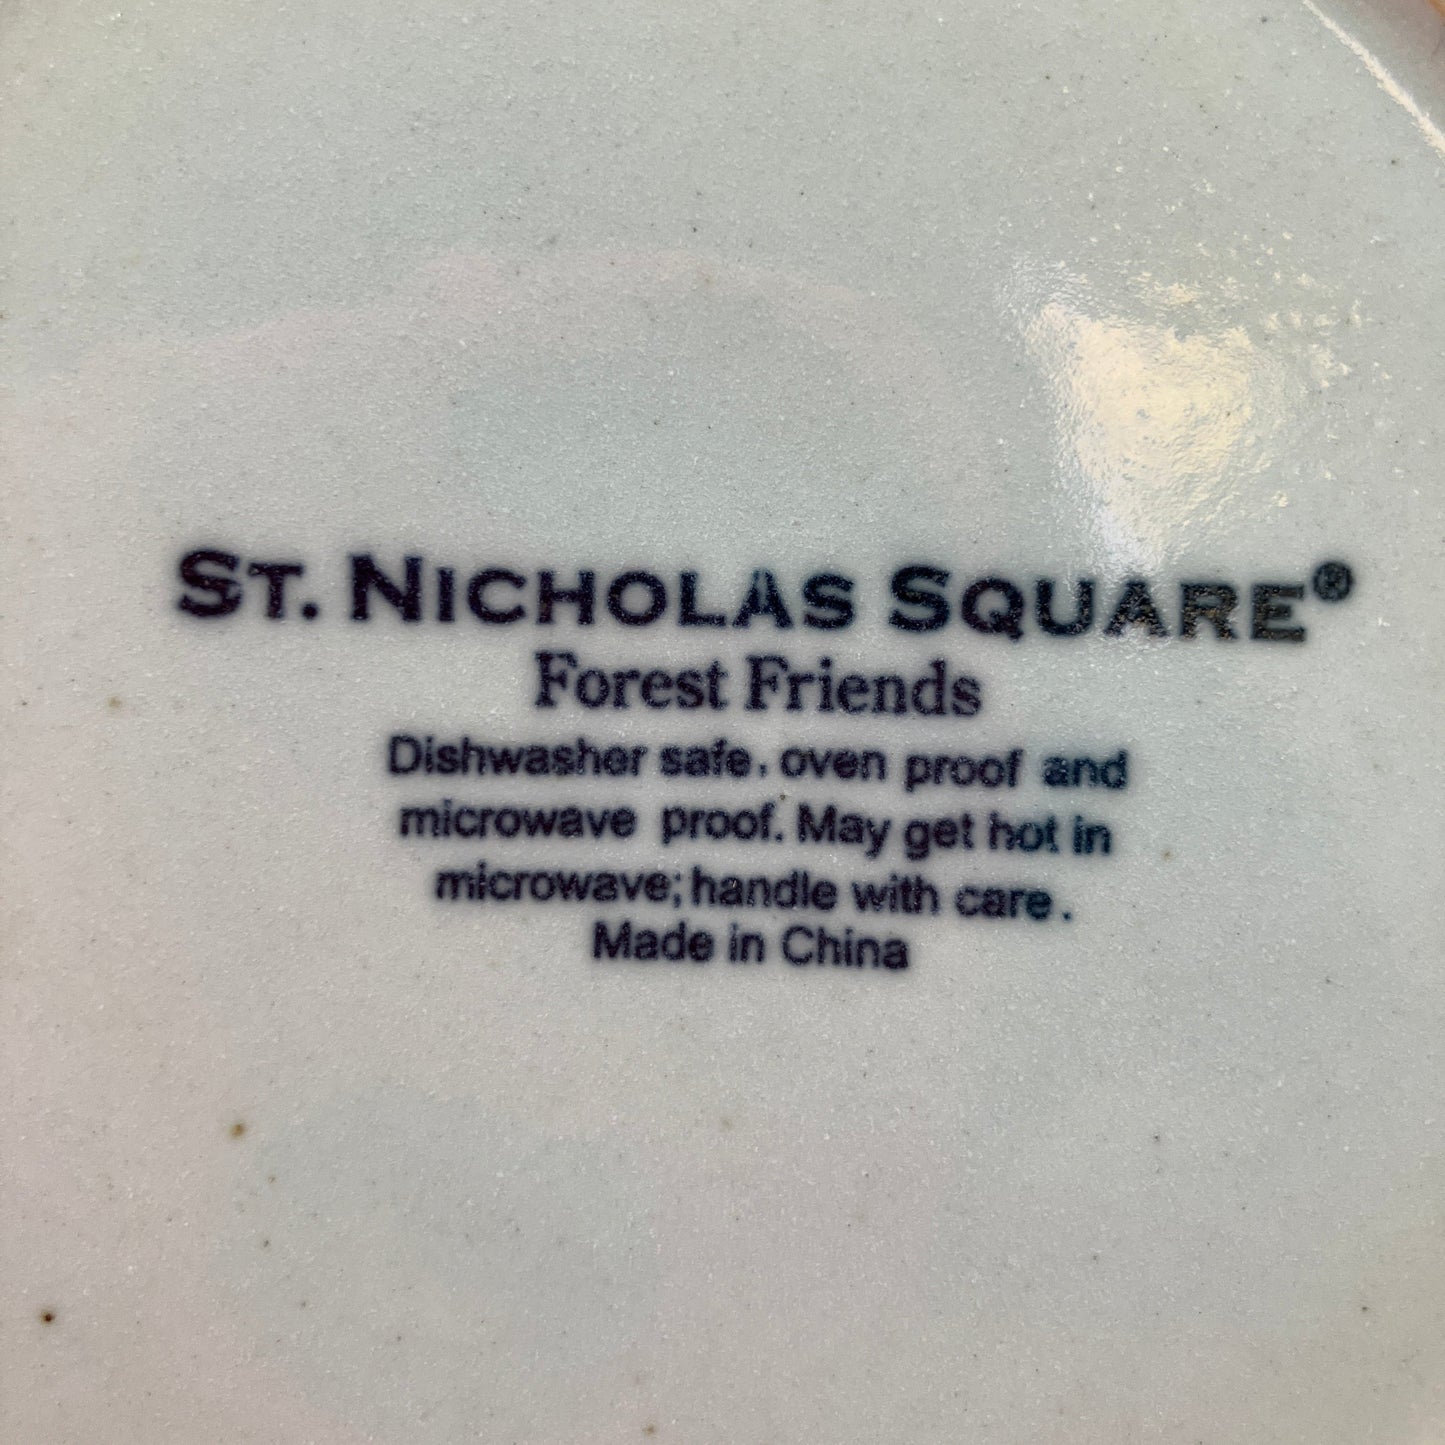 ST. NICHOLAS SQUARE®
Forest Friends
Dishwasher safe, oven proof and
microwave proof. May get hot in
microwave; handle with care.
Made in China